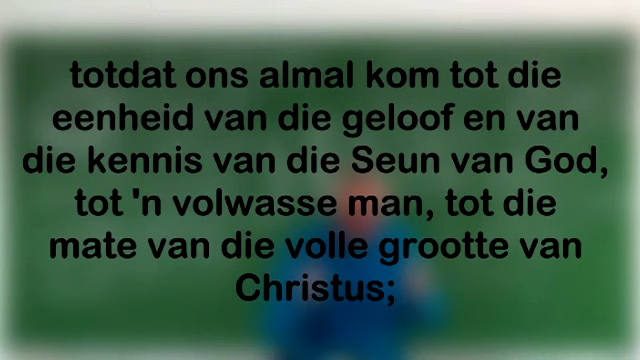 totdat ons almal kom tot die
eenheid van die geloof en van
die kennis van die Seun van God,
tot 'n volwasse man, tot die
mate van die volle grootte van
Christus;